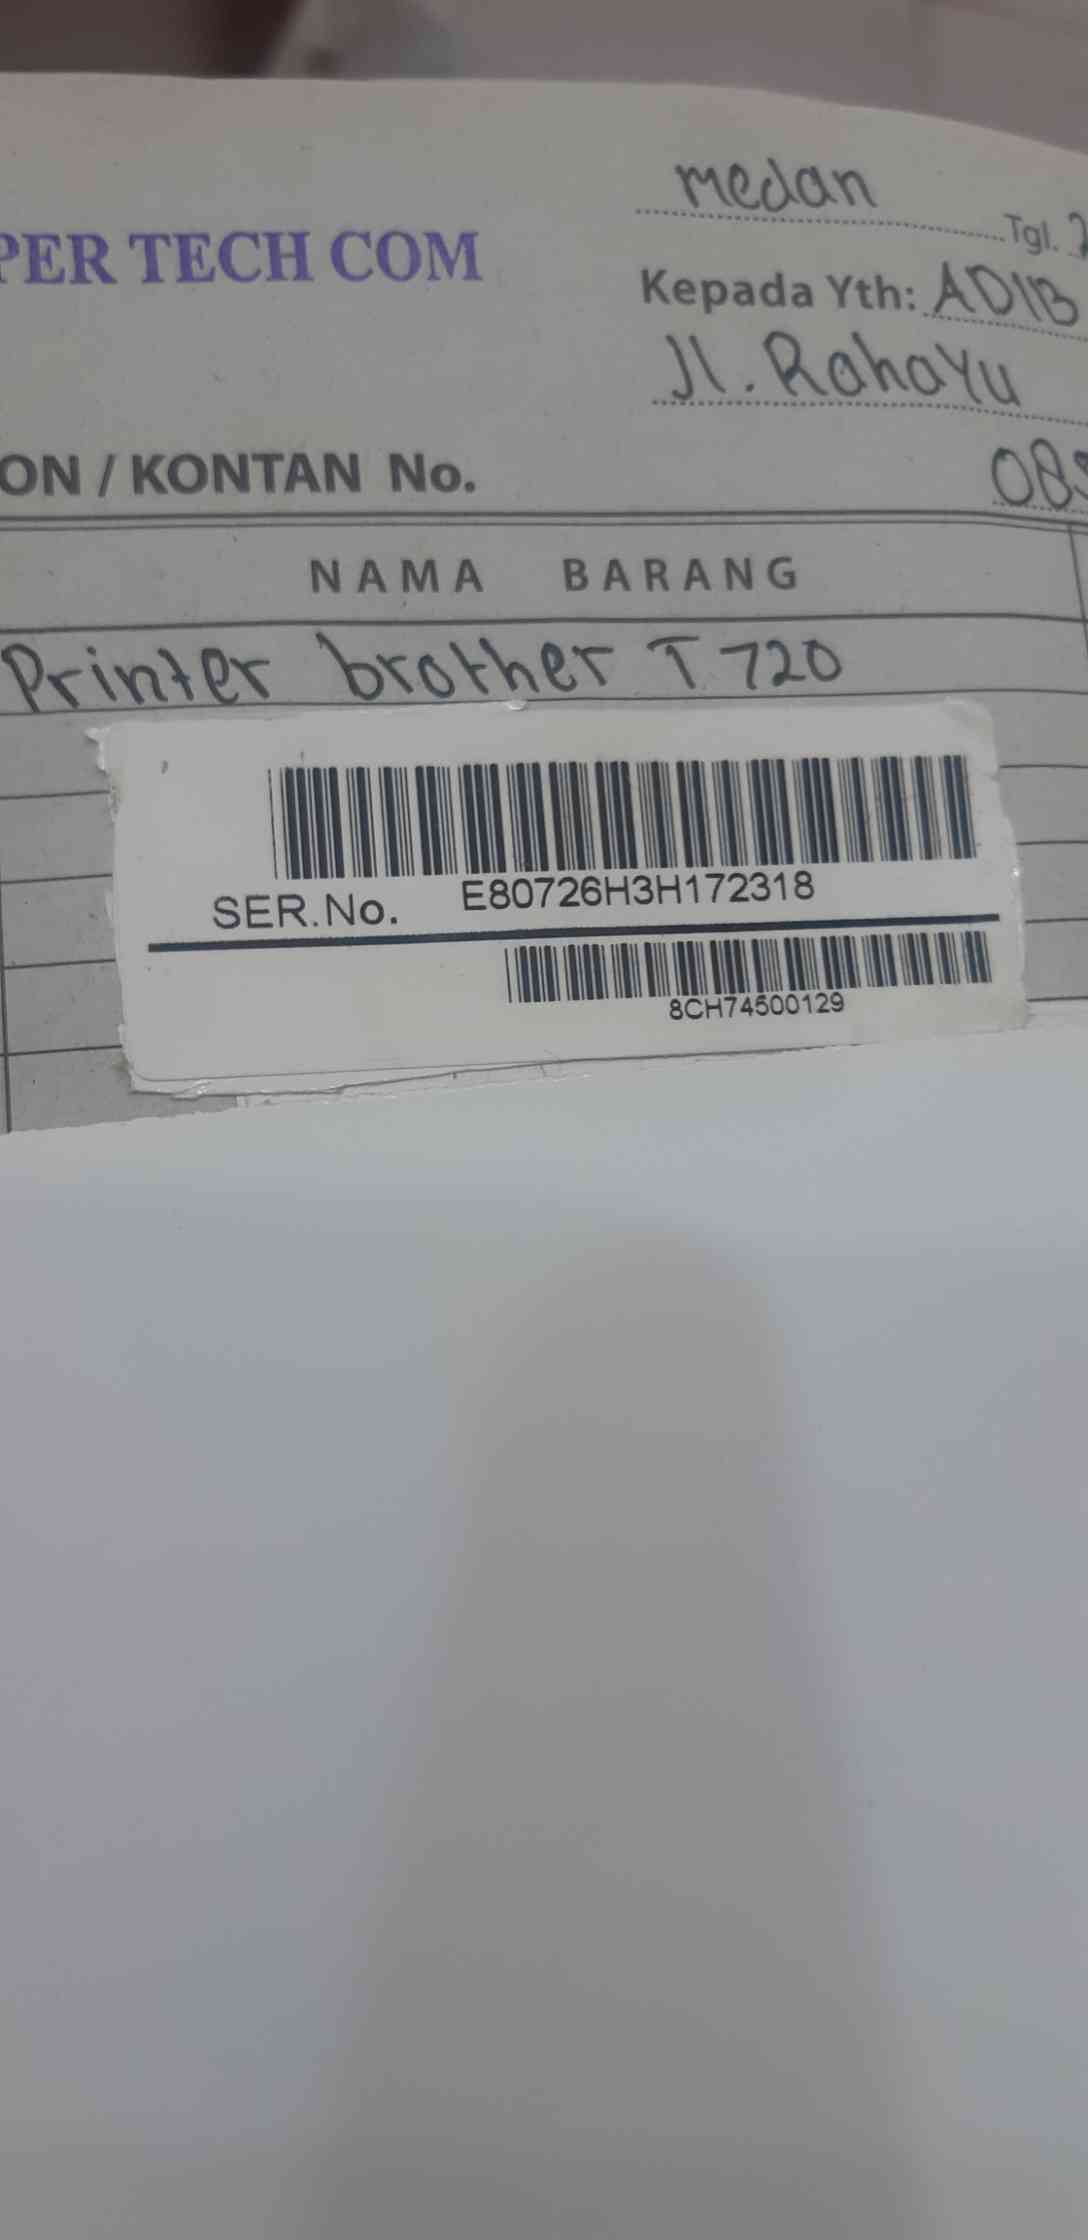 medan
Tgl.
PER TECH COM
Kepada Yth: ADIB
Jl. Rahayu
ON / KONTAN No.
08
NAMA BARANG
Printer brother T 720
SER.No. E80726H3H172318
8CH74500129